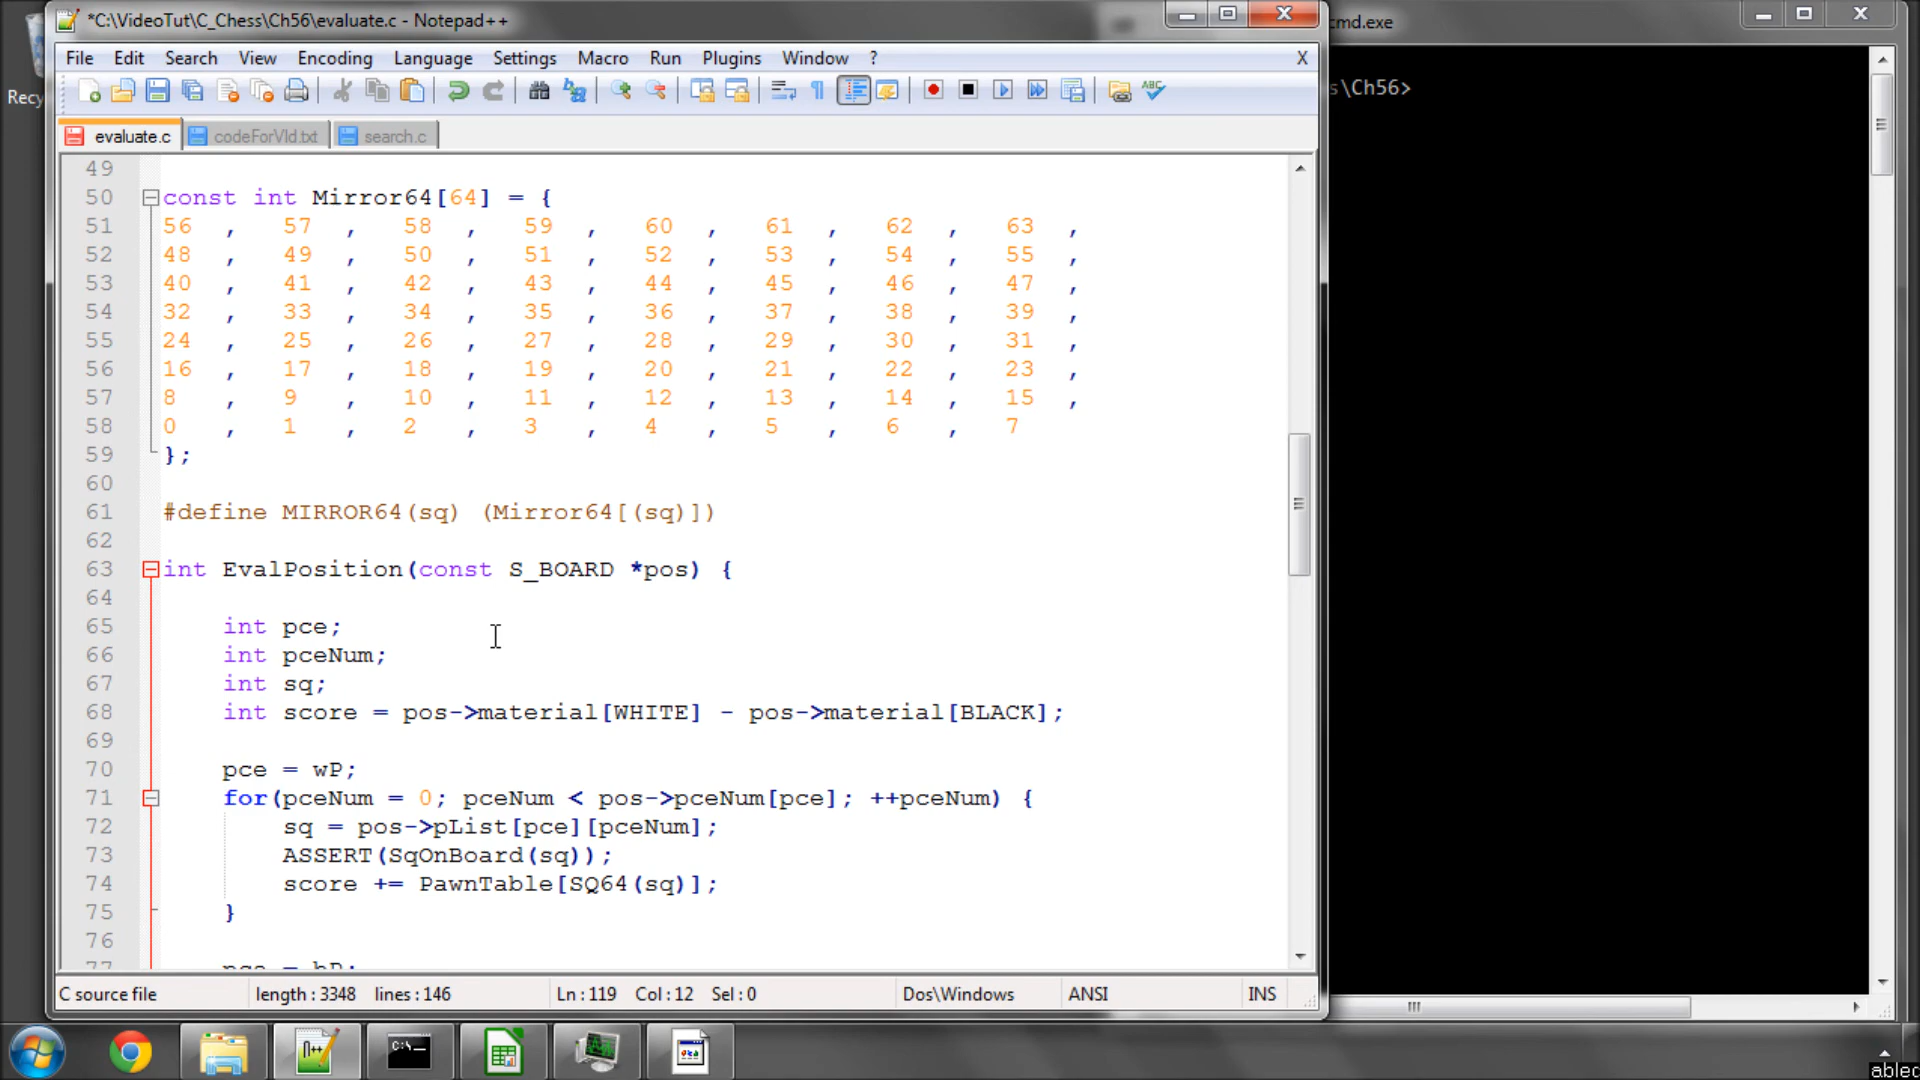 *C:\VideoTut\C_Chess\Ch56\evaluate.c - Notepad++
cmd.exe
File Edit Search View Encoding Language Settings Macro Run Plugins Window ? X
Recy
s\Ch56>
evaluate.c codeForVid.txt search.c
49
50 const int Mirror64[64] = {
51 56 , 57 , 58 , 59 , 60 , 61 , 62 , 63 ,
52 48 , 49 , 50 , 51 , 52 , 53 , 54 , 55 ,
53 40 , 41 , 42 , 43 , 44 , 45 , 46 , 47 ,
54 32 , 33 , 34 , 35 , 36 , 37 , 38 , 39 ,
55 24 , 25 , 26 , 27 , 28 , 29 , 30 , 31 ,
56 16 , 17 , 18 , 19 , 20 , 21 , 22 , 23 ,
57 8 , 9 , 10 , 11 , 12 , 13 , 14 , 15 ,
58 0 , 1 , 2 , 3 , 4 , 5 , 6 , 7
59 };
60
61 #define MIRROR64(sq) (Mirror64[(sq)])
62
63 int EvalPosition(const S_BOARD *pos) {
64
65 int pce;
66 int pceNum;
67 int sq;
68 int score = pos->material[WHITE] - pos->material[BLACK];
69
70 pce = wP;
71 for(pceNum = 0; pceNum < pos->pceNum[pce]; ++pceNum) {
72 sq = pos->pList[pce][pceNum];
73 ASSERT(SqOnBoard(sq));
74 score += PawnTable[SQ64(sq)];
75 }
76
77 pce = bP;
C source file length : 3348 lines : 146 Ln : 119 Col : 12 Sel : 0 Dos\Windows ANSI INS
ablec